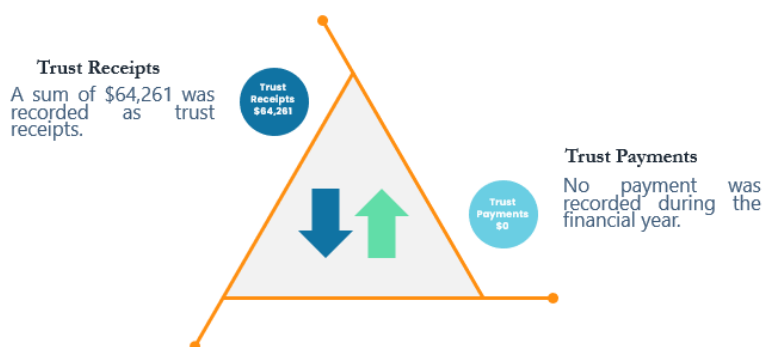 Trust Receipts
A sum of $64,261 was
recorded as trust
receipts.
Trust
Receipts
$64,261
Trust Payments
No payment was
recorded during the
financial year.
Trust
Payments
$0